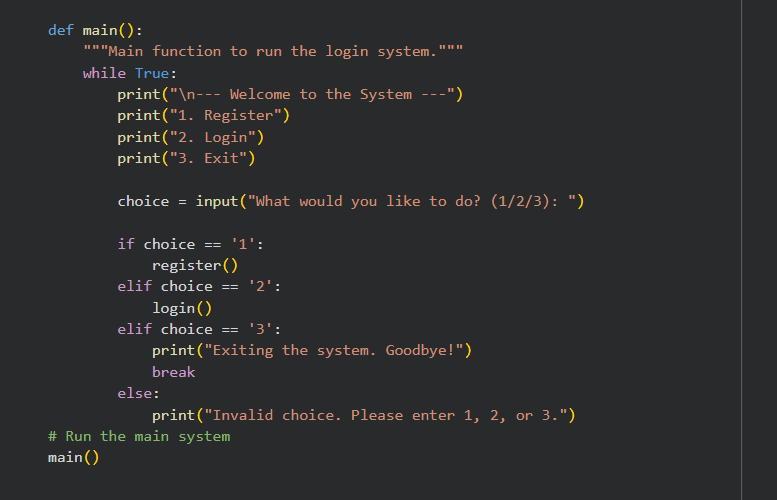 def main():
    """Main function to run the login system."""
    while True:
        print("\n--- Welcome to the System ---")
        print("1. Register")
        print("2. Login")
        print("3. Exit")
        choice = input("What would you like to do? (1/2/3): ")
        if choice == '1':
            register()
        elif choice == '2':
            login()
        elif choice == '3':
            print("Exiting the system. Goodbye!")
            break
        else:
            print("Invalid choice. Please enter 1, 2, or 3.")
# Run the main system
main()